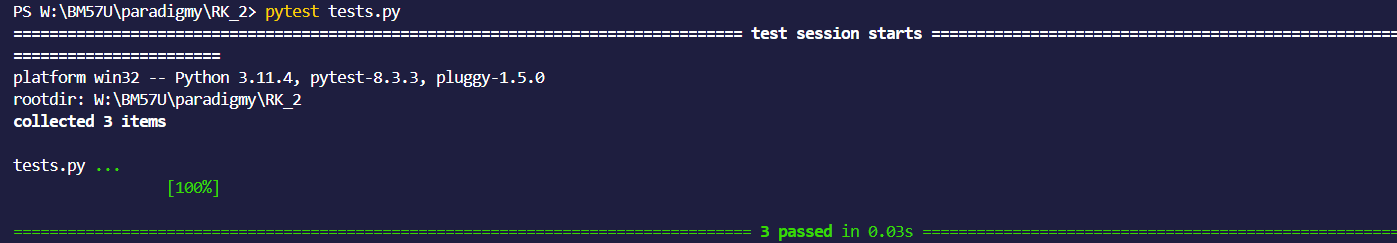 PS W:\BM57U\paradigmy\RK_2> pytest tests.py
================================================================================= test session starts ====================================================
=======================
platform win32 -- Python 3.11.4, pytest-8.3.3, pluggy-1.5.0
rootdir: W:\BM57U\paradigmy\RK_2
collected 3 items
tests.py ...
[100%]
================================================================================== 3 passed in 0.03s =====================================================